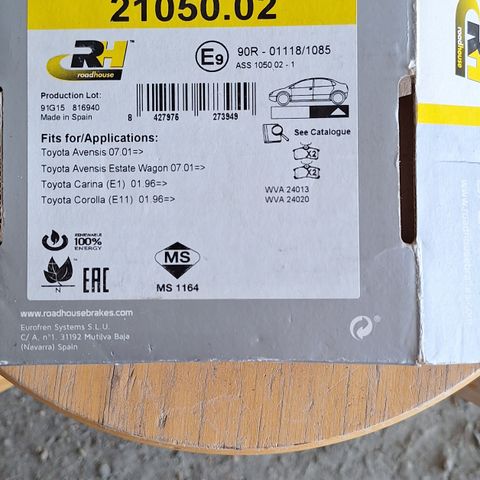 21050.02
RH
roadhouse
E9
90R - 01118/1085
ASS 1050 02 - 1
Production Lot:
91G15 816940
Made in Spain
8 427976 273949
See Catalogue
Fits for/Applications:
Toyota Avensis 07.01=>
Toyota Avensis Estate Wagon 07.01=>
Toyota Carina (E1) 01.96=>
Toyota Corolla (E11) 01.96=>
X2
X2
WVA 24013
WVA 24020
RENEWABLE
100%
ENERGY
N
EAC
MS
MS 1164
www.roadhousebrakes.com
Eurofren Systems S.L.U.
C/ A, nº1. 31192 Mutilva Baja
(Navarra) Spain